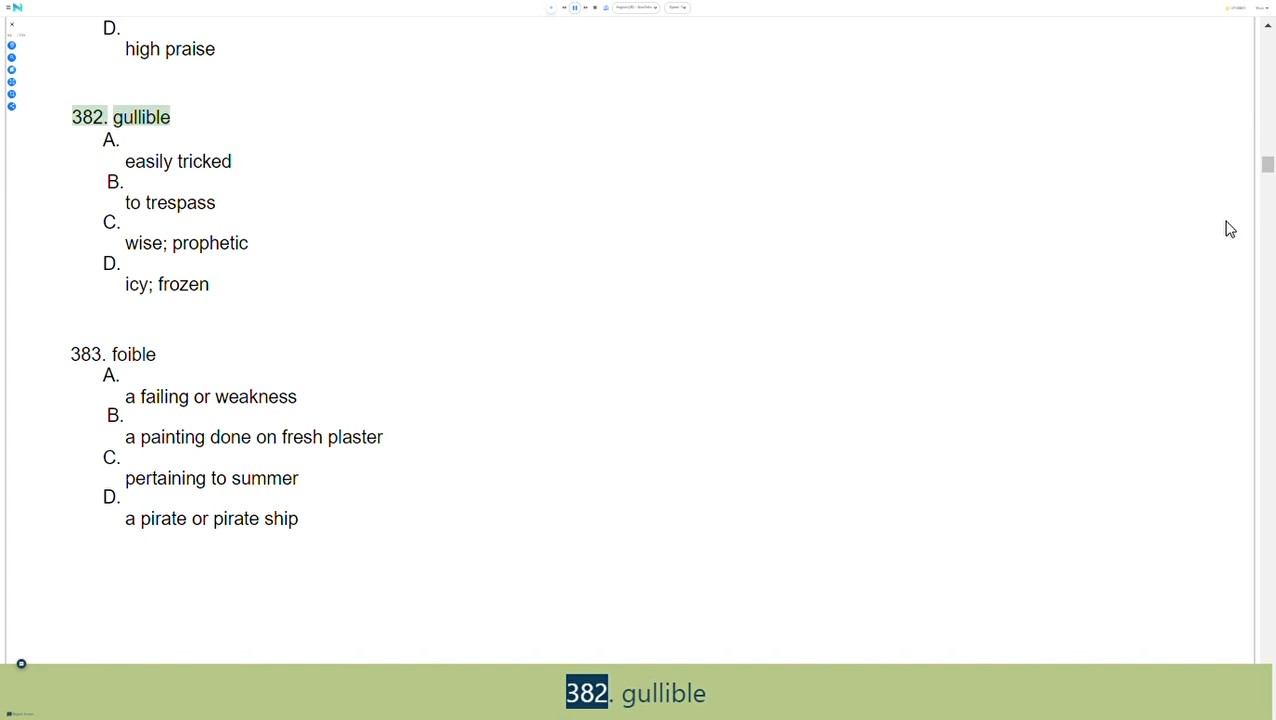 D.
high praise
382. gullible
A.
easily tricked
B.
to trespass
C.
wise; prophetic
D.
icy; frozen
383. foible
A.
a failing or weakness
B.
a painting done on fresh plaster
C.
pertaining to summer
D.
a pirate or pirate ship
382. gullible